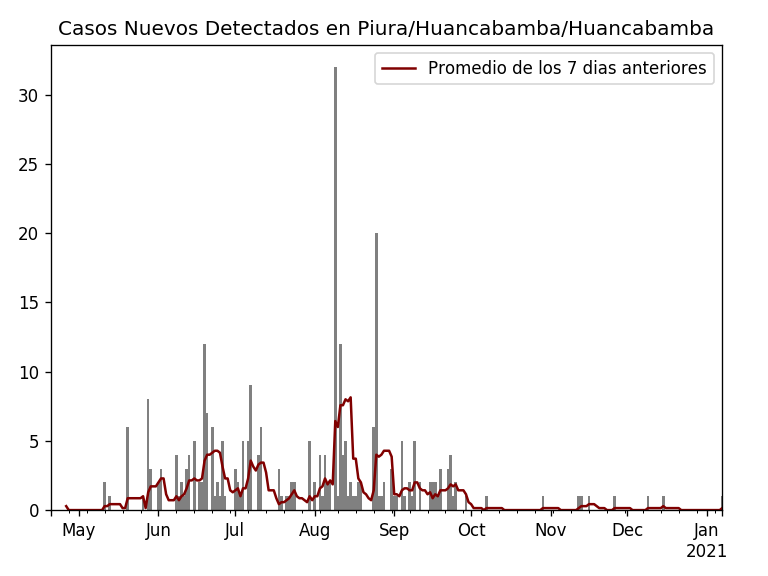 Casos Nuevos Detectados en Piura/Huancabamba/Huancabamba
Promedio de los 7 dias anteriores
30
25
20
15
10
5
0
May Jun Jul Aug Sep Oct Nov Dec Jan
2021